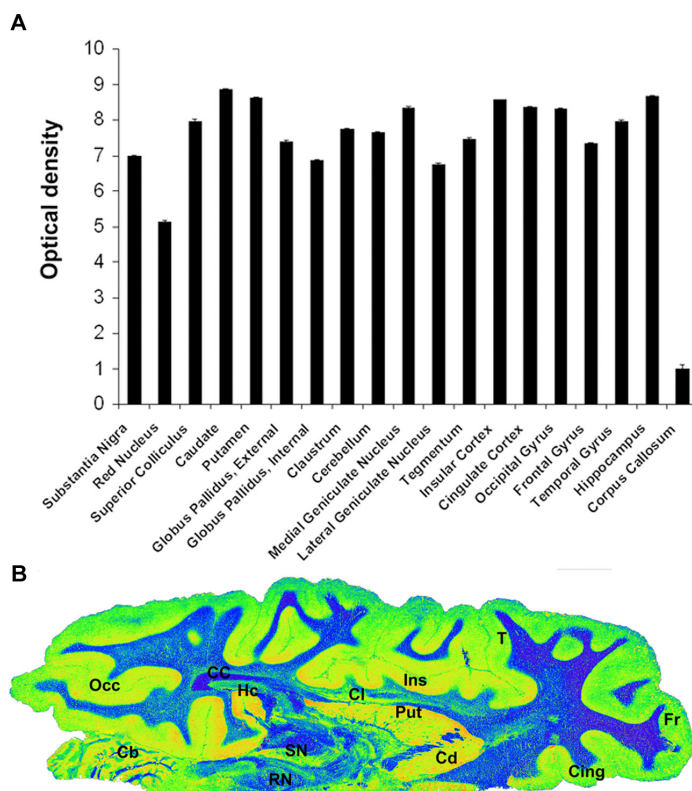 A
Optical density
10
9
8
7
6
5
4
3
2
1
0
Substantia Nigra
Red Nucleus
Superior Colliculus
Caudate
Putamen
Globus Pallidus, External
Globus Pallidus, Internal
Claustrum
Cerebellum
Medial Geniculate Nucleus
Lateral Geniculate Nucleus
Tegmentum
Insular Cortex
Cingulate Cortex
Occipital Gyrus
Frontal Gyrus
Temporal Gyrus
Hippocampus
Corpus Callosum
B
T
CC
Occ
Hc
Cl
Ins
Put
Fr
Cb
SN
Cd
RN
Cing